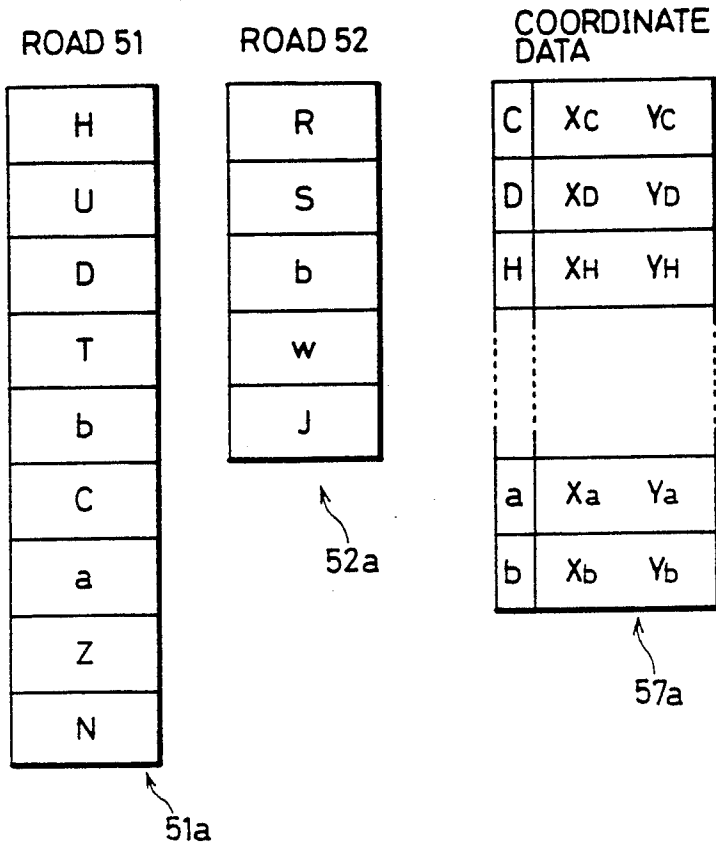 ROAD 51
H
U
D
T
b
C
a
Z
N
51a
ROAD 52
R
S
b
w
J
52a
COORDINATE
DATA
C XC YC
D XD YD
H XH YH
a Xa Ya
b Xb Yb
57a